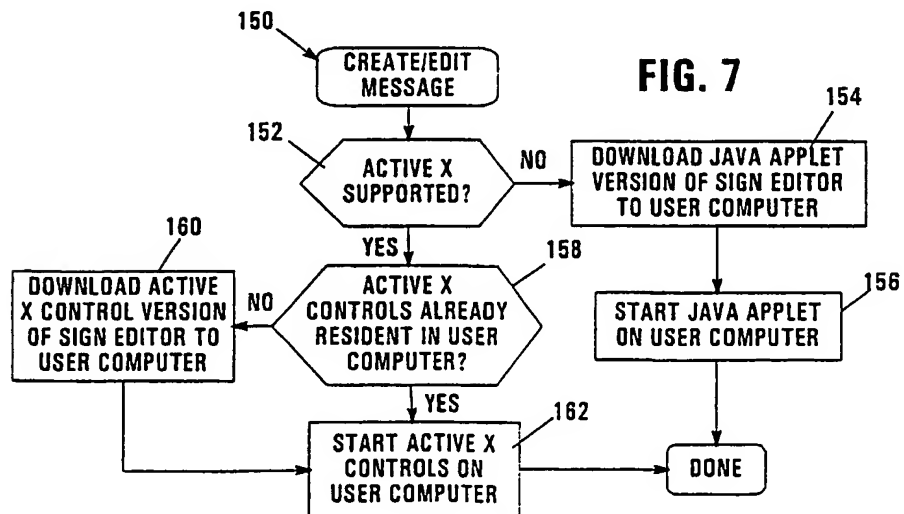 150
CREATE/EDIT
MESSAGE
FIG. 7
152
ACTIVE X
SUPPORTED?
NO
154
DOWNLOAD JAVA APPLET
VERSION OF SIGN EDITOR
TO USER COMPUTER
YES
160
DOWNLOAD ACTIVE
X CONTROL VERSION
OF SIGN EDITOR TO
USER COMPUTER
NO
158
ACTIVE X
CONTROLS ALREADY
RESIDENT IN USER
COMPUTER?
156
START JAVA APPLET
ON USER COMPUTER
YES
162
START ACTIVE X
CONTROLS ON
USER COMPUTER
DONE